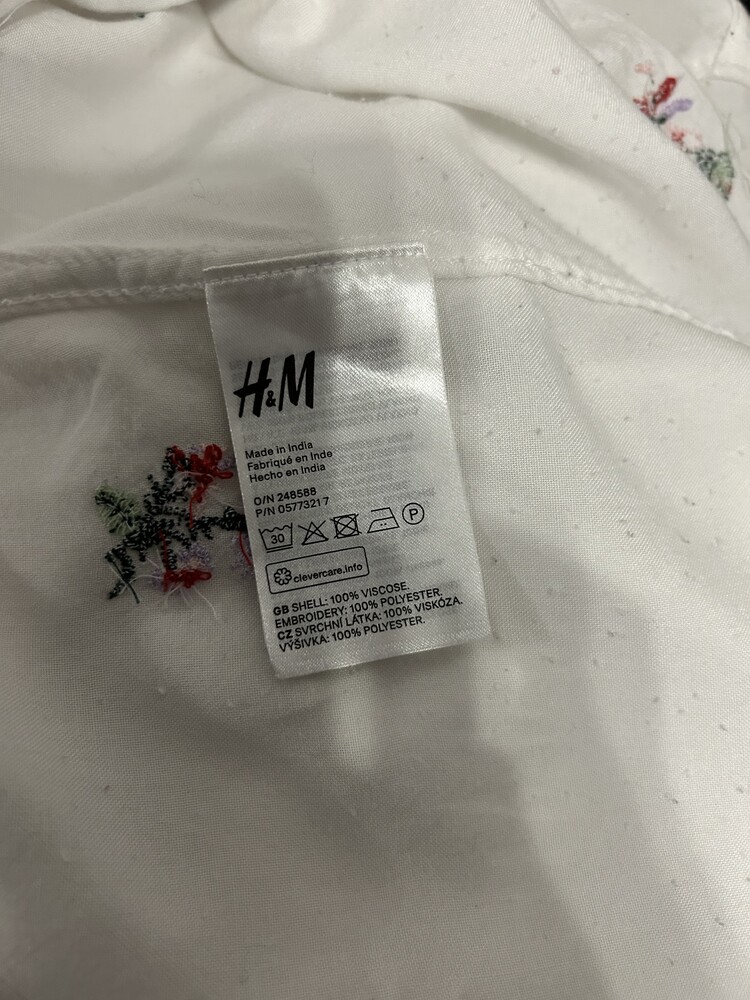 H&M
Made in India
Fabriqué en Inde
Hecho en India
O/N 248588
P/N 0577321 7
30 P
clevercare.info
GB SHELL: 100% VISCOSE.
EMBROIDERY: 100% POLYESTER.
CZ SVRCHNÍ LÁTKA: 100% VISKÓZA.
VÝŠIVKA: 100% POLYESTER.